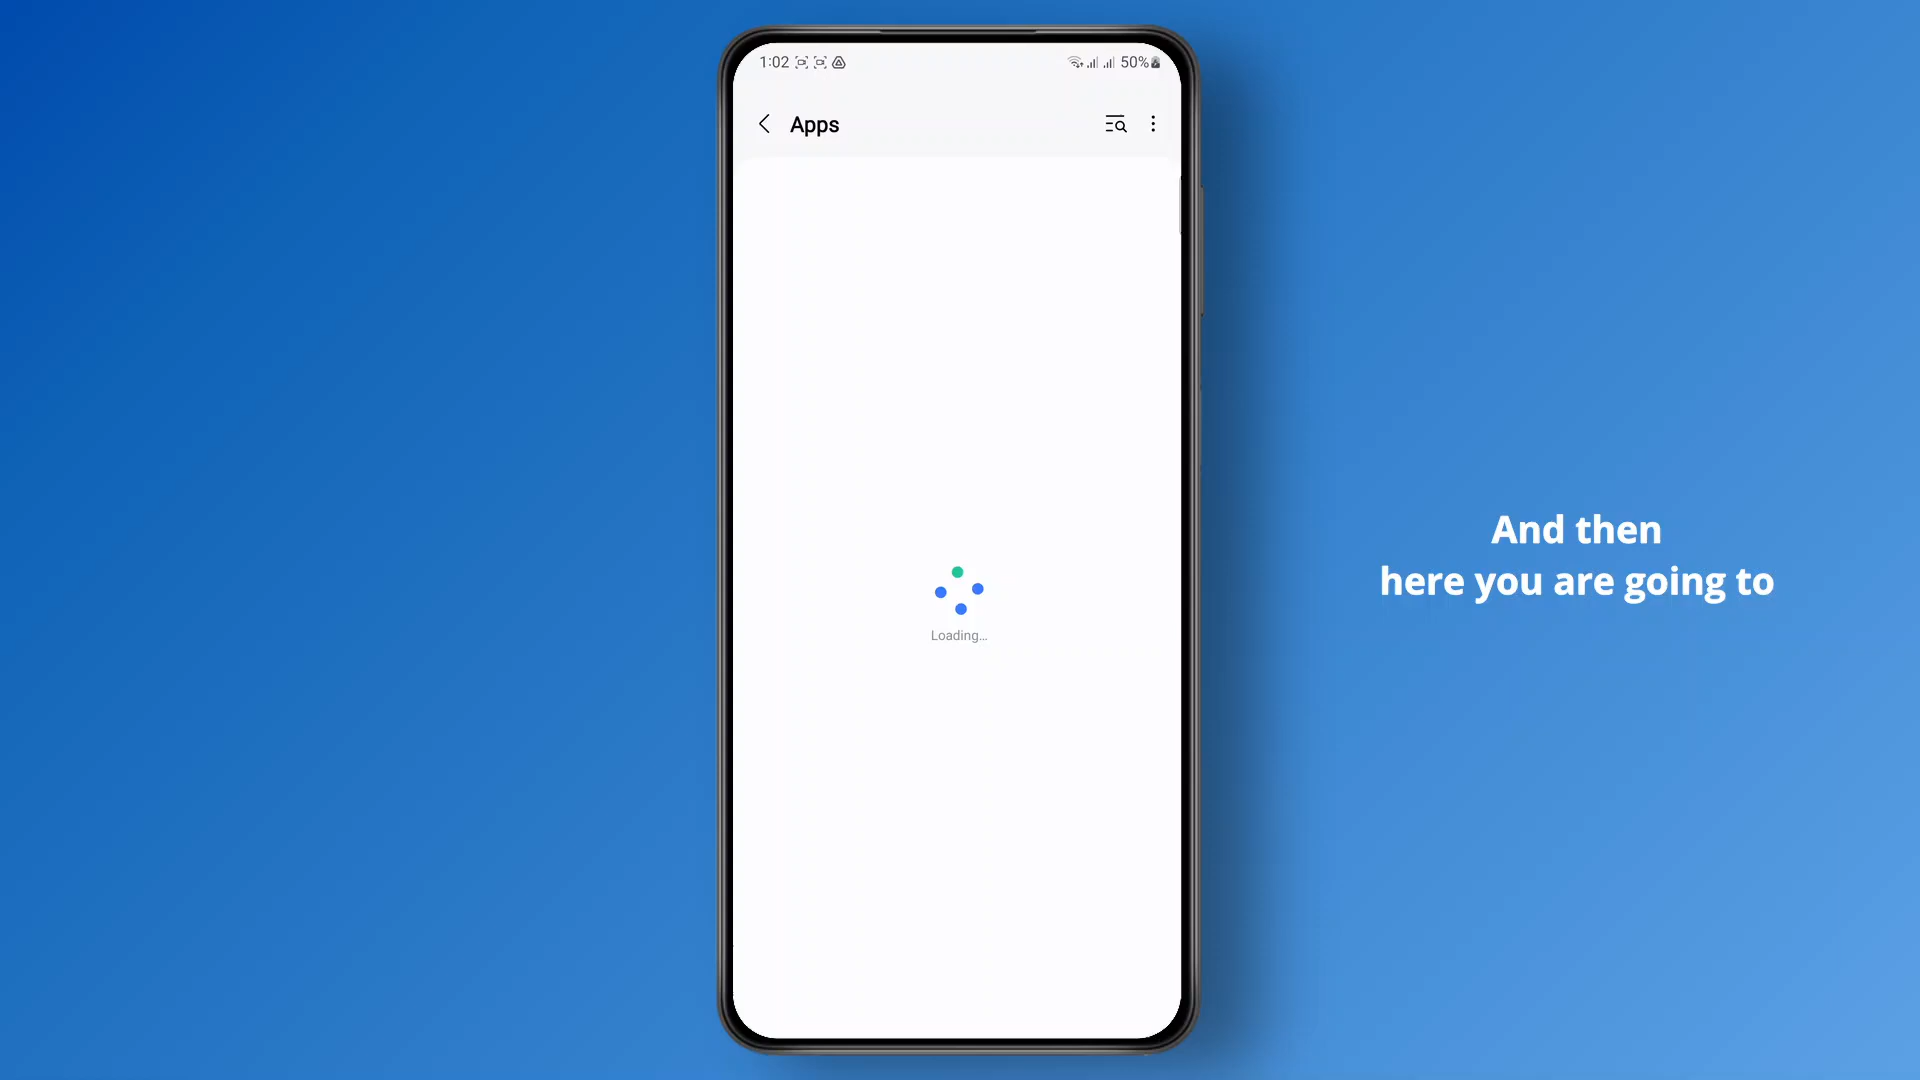 1:02
50%
Apps
Loading...
And then
here you are going to